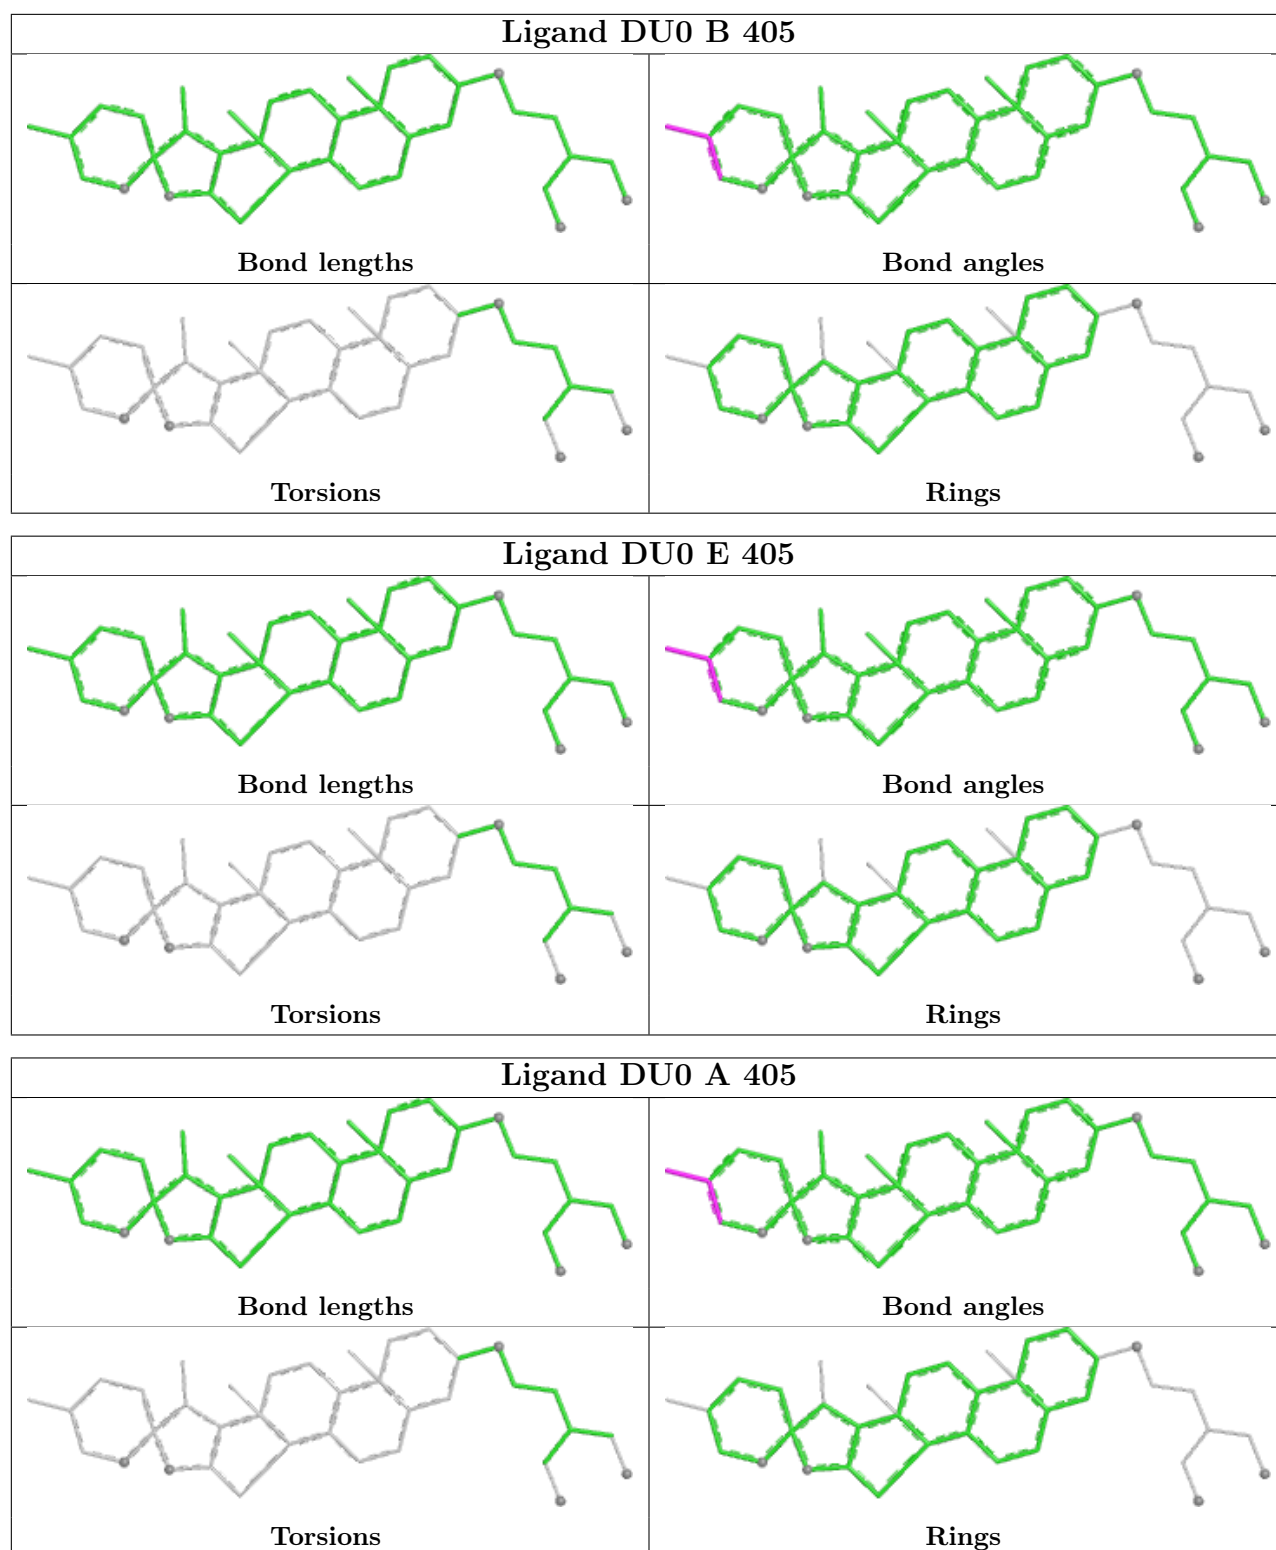 Ligand DU0 B 405
Bond lengths
Bond angles
Torsions
Rings
Ligand DU0 E 405
Bond lengths
Bond angles
Torsions
Rings
Ligand DU0 A 405
Bond lengths
Bond angles
Torsions
Rings